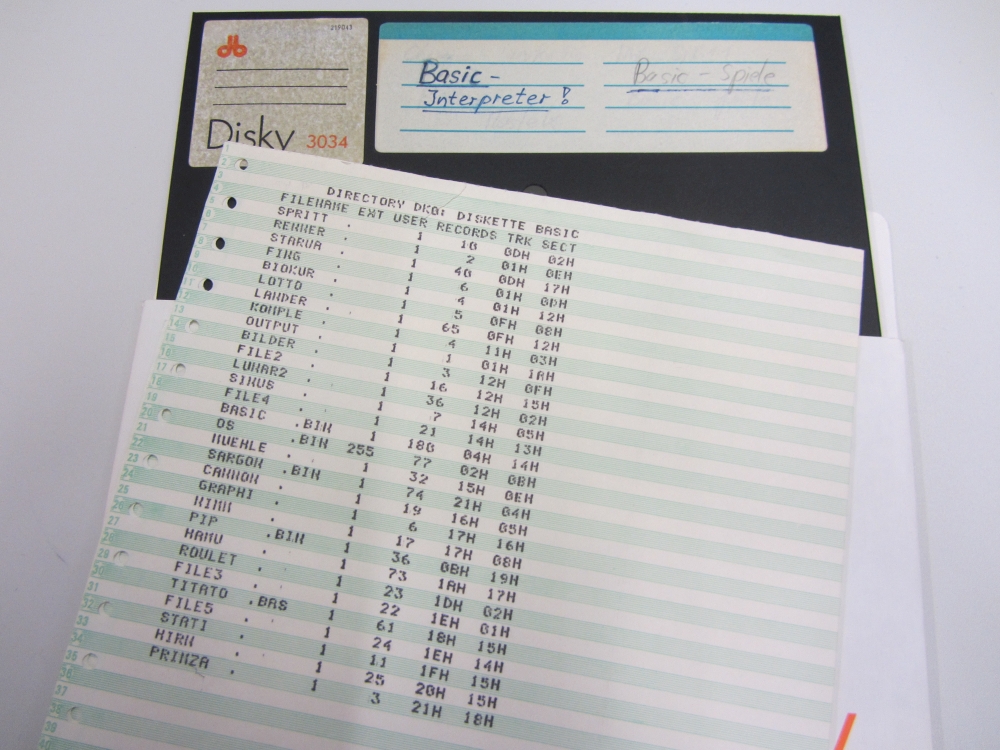 219041
Disky 3034
Basic - Interpreter!
Basic - Spiele
DIRECTORY DK0: DISKETTE BASIC
FILENAME EXT USER RECORDS TRK SECT
SPRITT . 1 10 0DH 02H
RENNER . 1 2 01H 0EH
STARWA . 1 40 0DH 17H
FING . 1 6 01H 0DH
BIOKUR . 1 4 01H 12H
LOTTO . 1 5 0FH 08H
LANDER . 1 65 0FH 12H
KOMPLE . 1 4 11H 03H
OUTPUT . 1 1 01H 1AH
BILDER . 1 3 12H 0FH
FILE2 . 1 16 12H 15H
LUNAR2 . 1 36 12H 02H
SINUS . 1 7 14H 05H
FILE4 . 1 21 14H 13H
BASIC .BIN 1 180 04H 14H
OS .BIN 255 77 02H 0BH
MUEHLE . 1 32 15H 0EH
SARGON .BIN 1 74 21H 04H
CANNON . 1 19 16H 05H
GRAPHI . 1 6 17H 16H
NIMM . 1 17 17H 08H
PIP .BIN 1 36 0BH 19H
MAMU . 1 73 1AH 17H
ROULET . 1 23 1DH 02H
FILE3 . 1 22 1EH 01H
TITATO .BAS 1 61 18H 15H
FILE5 . 1 24 1EH 14H
STATI . 1 11 1FH 15H
HIRN . 1 25 20H 15H
PRINZA . 1 3 21H 18H